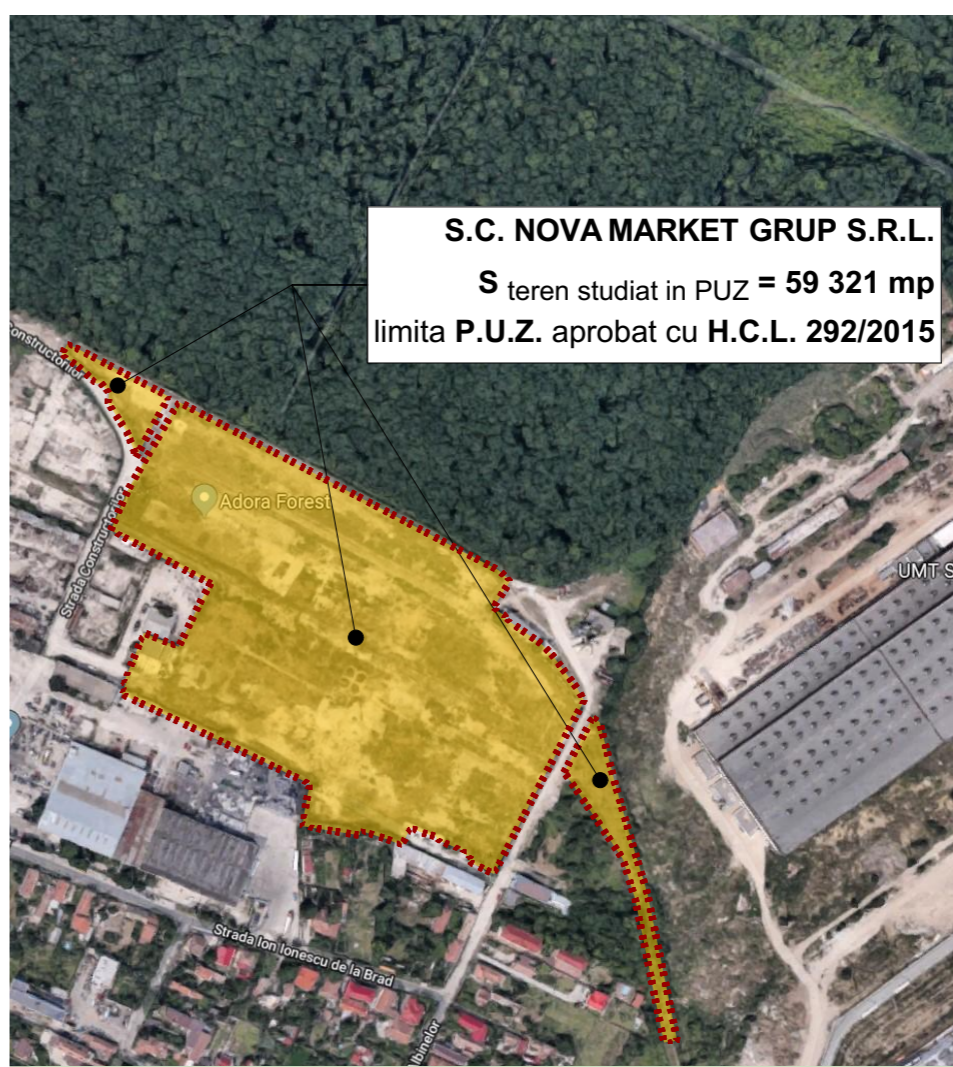 S.C. NOVA MARKET GRUP S.R.L.
S teren studiat in PUZ = 59 321 mp
limita P.U.Z. aprobat cu H.C.L. 292/2015
Constructorilor
Adora Forest
Strada Constructorilor
UMT S
Strada Ion Ionescu de la Brad
lbinelor